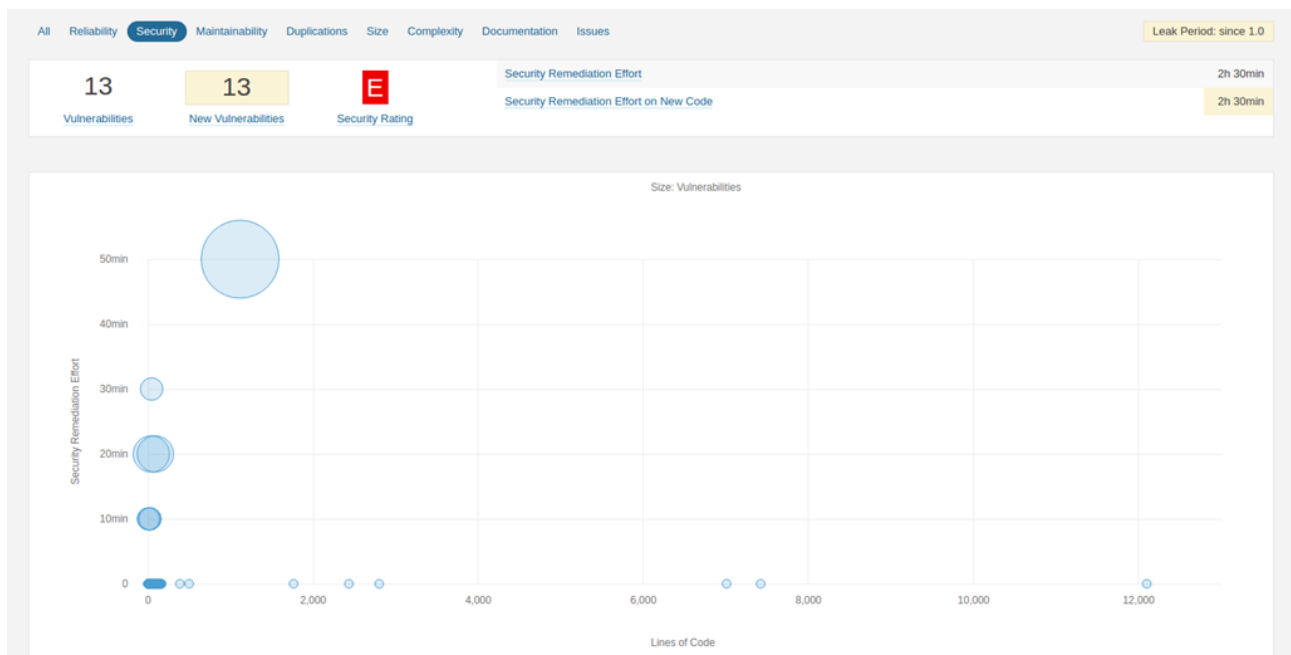 All Reliability Security Maintainability Duplications Size Complexity Documentation Issues Leak Period: since 1.0
13 13 E
Vulnerabilities New Vulnerabilities Security Rating
Security Remediation Effort 2h 30min
Security Remediation Effort on New Code 2h 30min
Size: Vulnerabilities
Security Remediation Effort
50min
40min
30min
20min
10min
0
0 2,000 4,000 6,000 8,000 10,000 12,000
Lines of Code